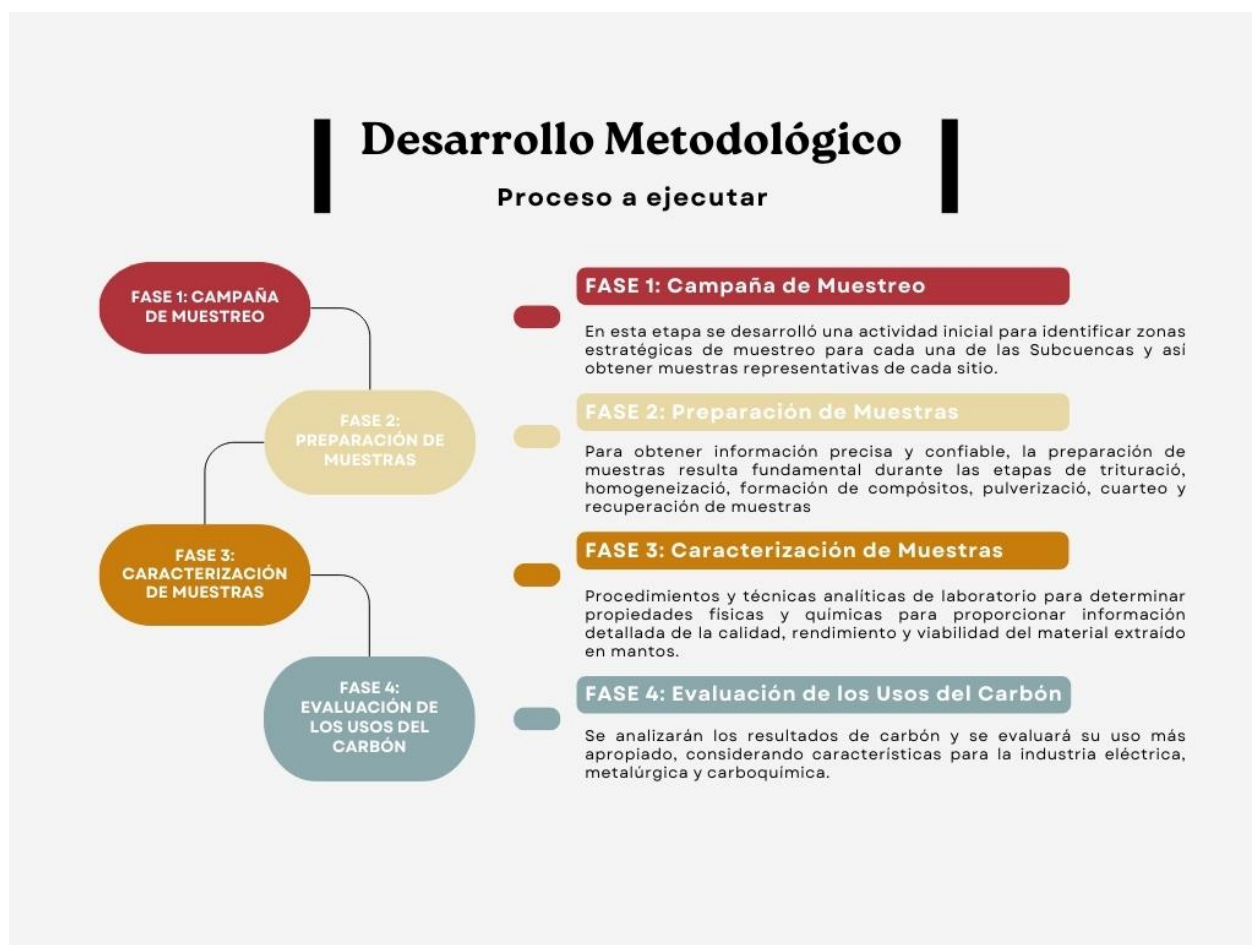 Desarrollo Metodológico
Proceso a ejecutar
FASE 1: CAMPAÑA
DE MUESTREO
FASE 2:
PREPARACIÓN DE
MUESTRAS
FASE 3:
CARACTERIZACIÓN
DE MUESTRAS
FASE 4:
EVALUACIÓN DE
LOS USOS DEL
CARBÓN
FASE 1: Campaña de Muestreo
En esta etapa se desarrolló una actividad inicial para identificar zonas
estratégicas de muestreo para cada una de las Subcuencas y así
obtener muestras representativas de cada sitio.
FASE 2: Preparación de Muestras
Para obtener información precisa y confiable, la preparación de
muestras resulta fundamental durante las etapas de trituració,
homogeneizació, formación de compósitos, pulverizació, cuarteo y
recuperación de muestras
FASE 3: Caracterización de Muestras
Procedimientos y técnicas analíticas de laboratorio para determinar
propiedades físicas y químicas para proporcionar información
detallada de la calidad, rendimiento y viabilidad del material extraído
en mantos.
FASE 4: Evaluación de los Usos del Carbón
Se analizarán los resultados de carbón y se evaluará su uso más
apropiado, considerando características para la industria eléctrica,
metalúrgica y carboquímica.